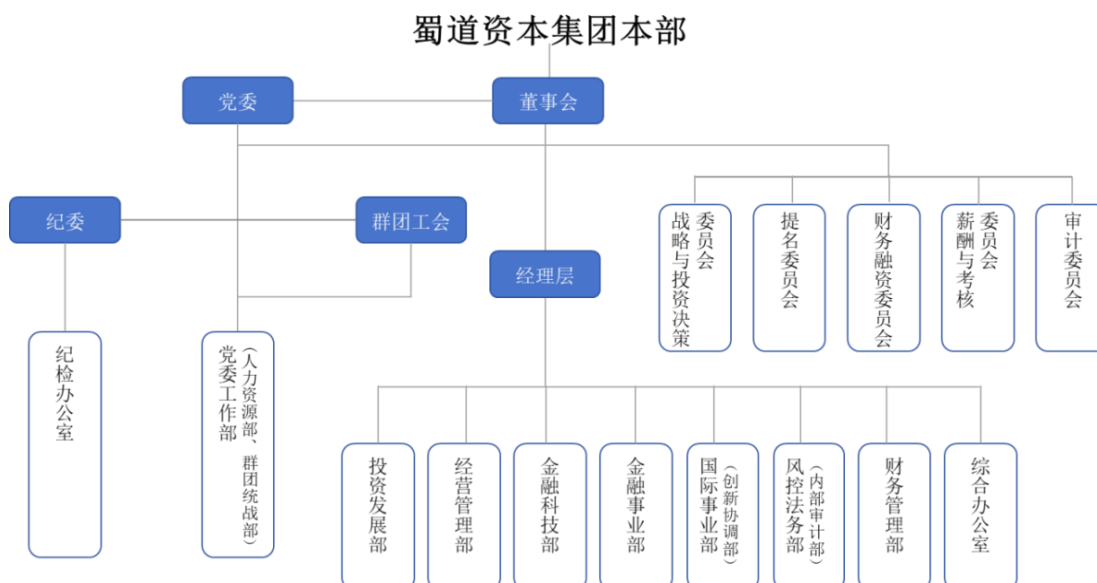 蜀道资本集团本部
党委
董事会
纪委
群团工会
经理层
战略与投资决策
委员会
提名委员会
财务融资委员会
薪酬与考核
委员会
审计委员会
纪检办公室
党委工作部
(人力资源部、群团统战部)
投资发展部
经营管理部
金融科技部
金融事业部
国际事业部
(创新协调部)
风控法务部
(内部审计部)
财务管理部
综合办公室